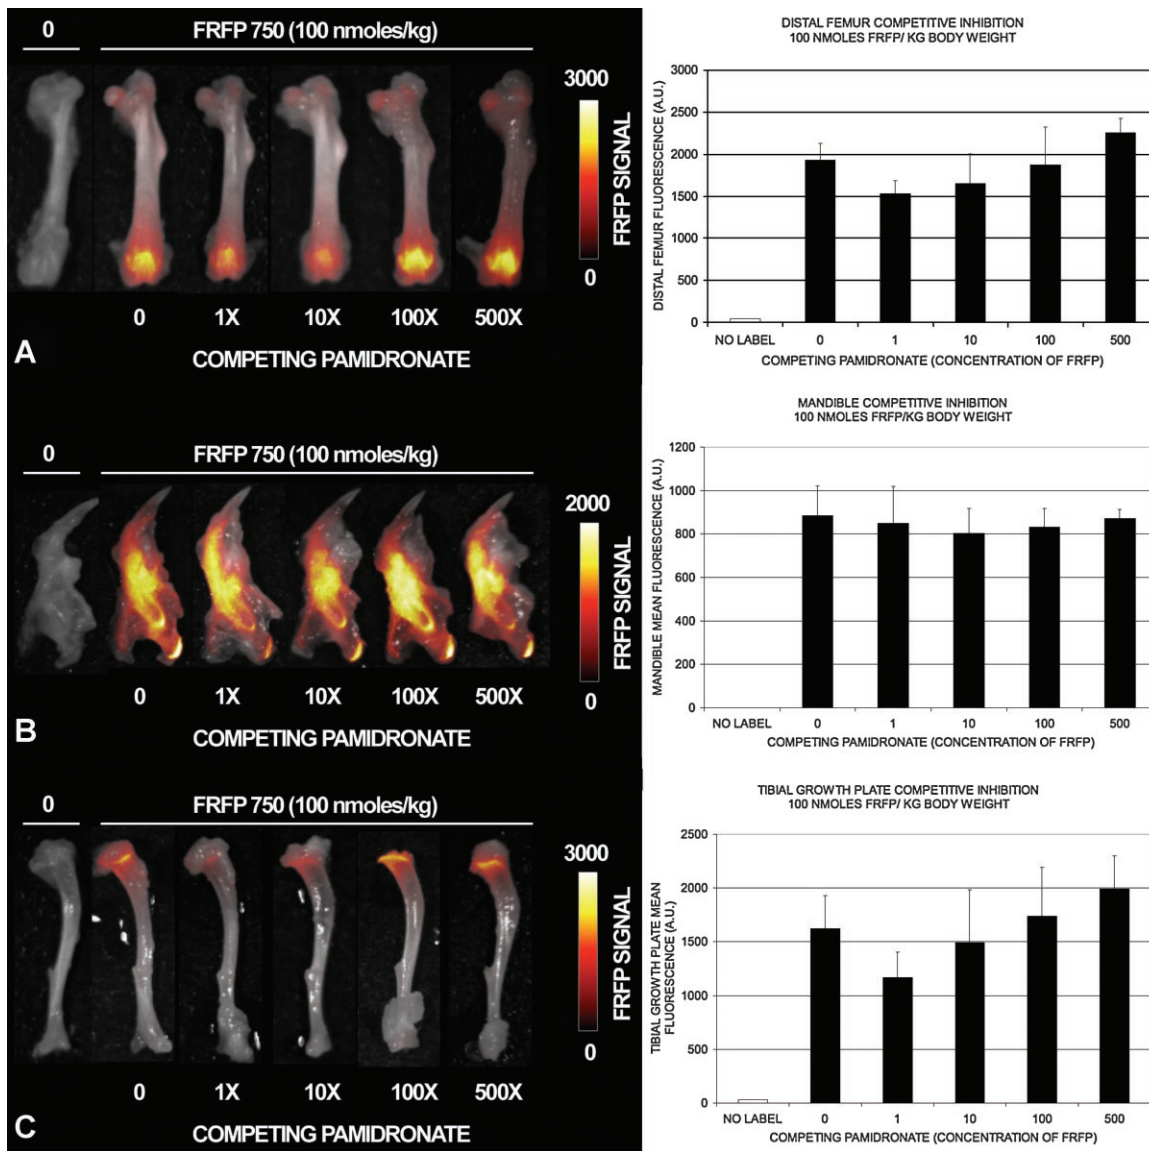 0
FRFP 750 (100 nmoles/kg)
3000
FRFP SIGNAL
0
0 1X 10X 100X 500X
A
COMPETING PAMIDRONATE
DISTAL FEMUR COMPETITIVE INHIBITION
100 NMOLES FRFP/ KG BODY WEIGHT
DISTAL FEMUR FLUORESCENCE (A.U.)
3000
2500
2000
1500
1000
500
0
NO LABEL 0 1 10 100 500
COMPETING PAMIDRONATE (CONCENTRATION OF FRFP)
0
FRFP 750 (100 nmoles/kg)
2000
FRFP SIGNAL
0
0 1X 10X 100X 500X
B
COMPETING PAMIDRONATE
MANDIBLE COMPETITIVE INHIBITION
100 NMOLES FRFP/KG BODY WEIGHT
MANDIBLE MEAN FLUORESCENCE (A.U.)
1200
1000
800
600
400
200
0
NO LABEL 0 1 10 100 500
COMPETING PAMIDRONATE (CONCENTRATION OF FRFP)
0
FRFP 750 (100 nmoles/kg)
3000
FRFP SIGNAL
0
0 1X 10X 100X 500X
C
COMPETING PAMIDRONATE
TIBIAL GROWTH PLATE COMPETITIVE INHIBITION
100 NMOLES FRFP/ KG BODY WEIGHT
TIBIAL GROWTH PLATE MEAN
FLUORESCENCE (A.U.)
2500
2000
1500
1000
500
0
NO LABEL 0 1 10 100 500
COMPETING PAMIDRONATE (CONCENTRATION OF FRFP)